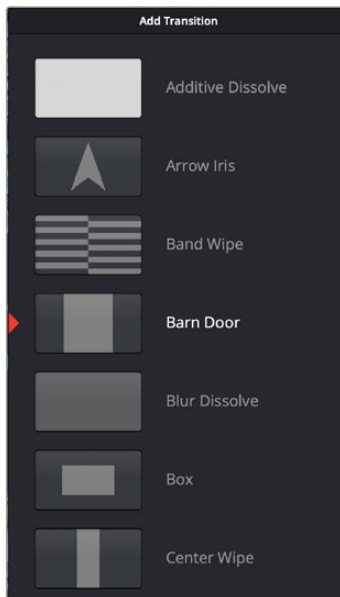 Add Transition
Additive Dissolve
Arrow Iris
Band Wipe
Barn Door
Blur Dissolve
Box
Center Wipe